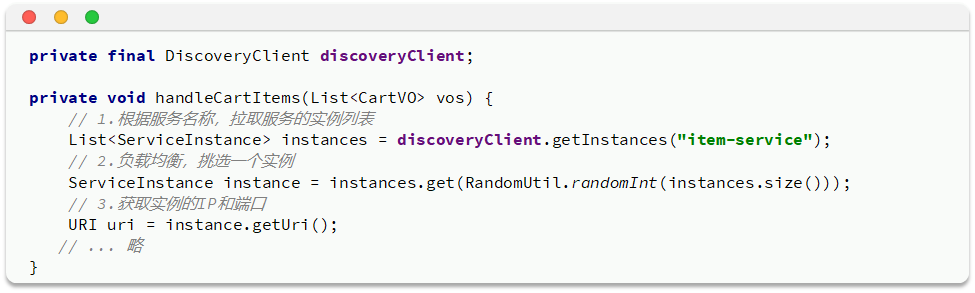 private final DiscoveryClient discoveryClient;
private void handleCartItems(List<CartVO> vos) {
// 1.根据服务名称，拉取服务的实例列表
List<ServiceInstance> instances = discoveryClient.getInstances("item-service");
// 2.负载均衡，挑选一个实例
ServiceInstance instance = instances.get(RandomUtil.randomInt(instances.size()));
// 3.获取实例的IP和端口
URI uri = instance.getUri();
// ... 略
}